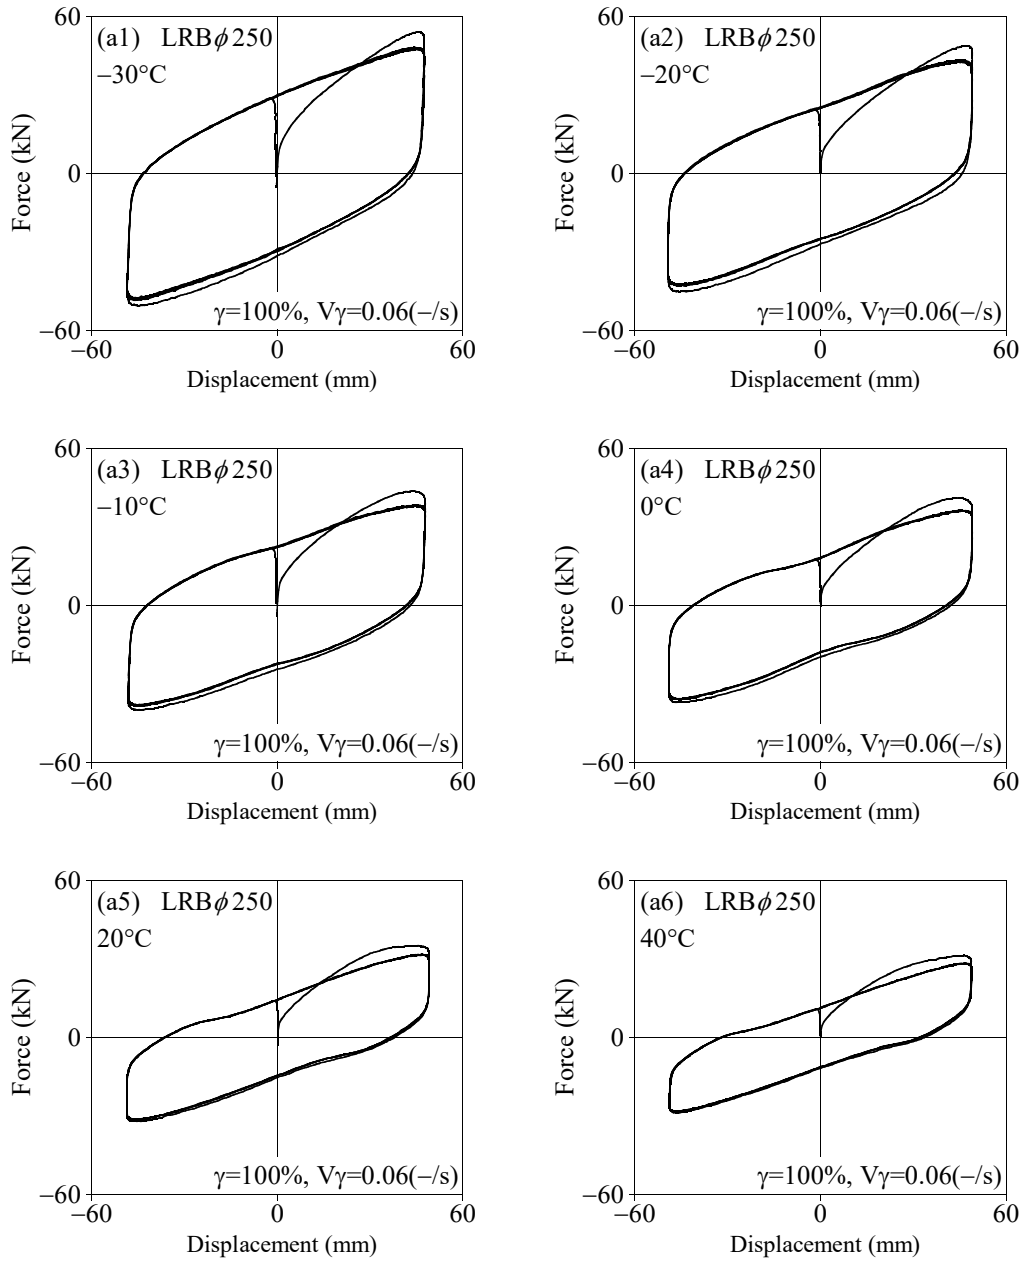 60
(a1) LRBϕ250
−30°C
Force (kN)
0
γ=100%, Vγ=0.06(−/s)
−60
−60 0 60
Displacement (mm)
60
(a2) LRBϕ250
−20°C
Force (kN)
0
γ=100%, Vγ=0.06(−/s)
−60
−60 0 60
Displacement (mm)
60
(a3) LRBϕ250
−10°C
Force (kN)
0
γ=100%, Vγ=0.06(−/s)
−60
−60 0 60
Displacement (mm)
60
(a4) LRBϕ250
0°C
Force (kN)
0
γ=100%, Vγ=0.06(−/s)
−60
−60 0 60
Displacement (mm)
60
(a5) LRBϕ250
20°C
Force (kN)
0
γ=100%, Vγ=0.06(−/s)
−60
−60 0 60
Displacement (mm)
60
(a6) LRBϕ250
40°C
Force (kN)
0
γ=100%, Vγ=0.06(−/s)
−60
−60 0 60
Displacement (mm)